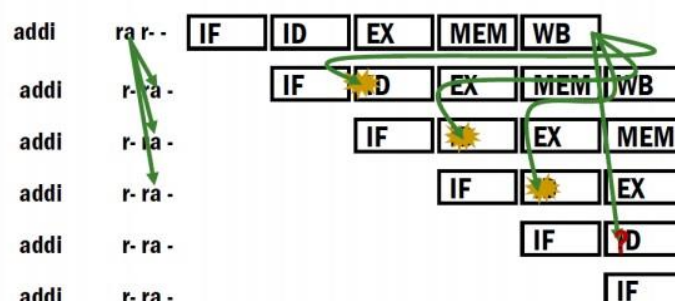 addi ra r- - IF ID EX MEM WB
addi r- ra - IF ID EX MEM WB
addi r- ra - IF EX MEM
addi r- ra - IF EX
addi r- ra - IF ?D
addi r- ra - IF